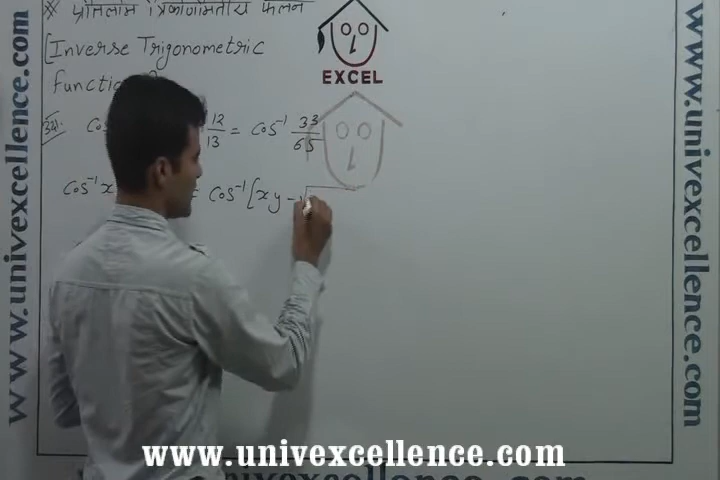 ※ प्रतिलोम त्रिकोणमितीय फलन
[Inverse Trigonometric
Functio
EXCEL
Cos 12/13 = Cos⁻¹ 33/65
Cos⁻¹x = Cos⁻¹[xy -√
www.univexcellence.com
www.univexcellence.com
www.univexcellence.com